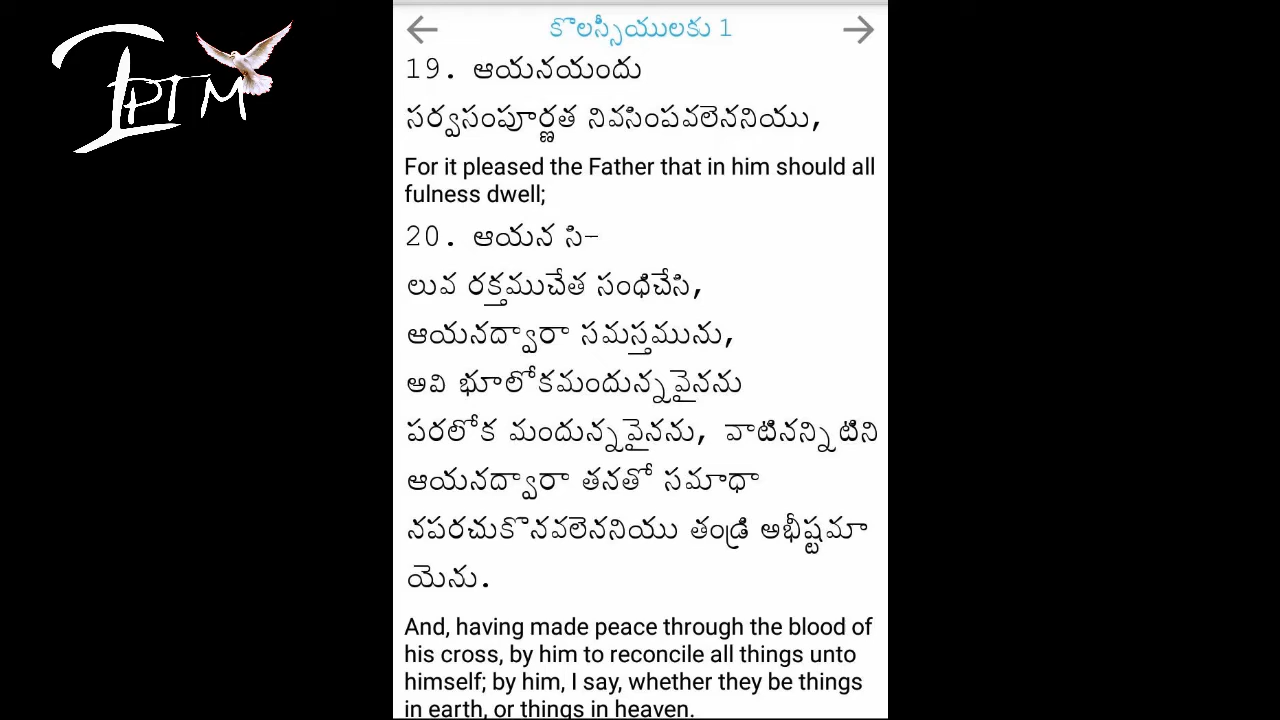 IPTM
కొలస్సీయులకు 1
19. ఆయనయందు
సర్వసంపూర్ణత నివసింపవలెననియు,
For it pleased the Father that in him should all
fulness dwell;
20. ఆయన సి-
లువ రక్తముచేత సంధిచేసి,
ఆయనద్వారా సమస్తమును,
అవి భూలోకమందున్నవైనను
పరలోక మందున్నవైనను, వాటినన్నిటిని
ఆయనద్వారా తనతో సమాధా
నపరచుకొనవలెననియు తండ్రి అభీష్టమా
యెను.
And, having made peace through the blood of
his cross, by him to reconcile all things unto
himself; by him, I say, whether they be things
in earth, or things in heaven.